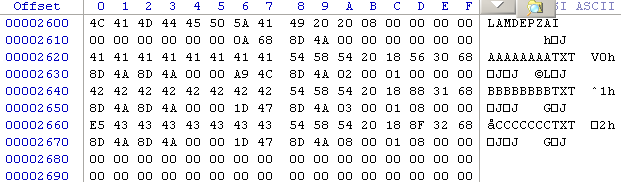 Offset 0 1 2 3 4 5 6 7 8 9 A B C D E F ASCII
00002600 4C 41 4D 44 45 50 5A 41 49 20 20 08 00 00 00 00 LAMDEPZAI
00002610 00 00 00 00 00 00 0A 68 8D 4A 00 00 00 00 00 00 h□J
00002620 41 41 41 41 41 41 41 41 54 58 54 20 18 56 30 68 AAAAAAAATXT V0h
00002630 8D 4A 8D 4A 00 00 A9 4C 8D 4A 02 00 01 00 00 00 □J□J ©L□J
00002640 42 42 42 42 42 42 42 42 54 58 54 20 18 88 31 68 BBBBBBBBTXT ˆ1h
00002650 8D 4A 8D 4A 00 00 1D 47 8D 4A 03 00 01 08 00 00 □J□J G□J
00002660 E5 43 43 43 43 43 43 43 54 58 54 20 18 8F 32 68 åCCCCCCCTXT □2h
00002670 8D 4A 8D 4A 00 00 1D 47 8D 4A 08 00 01 08 00 00 □J□J G□J
00002680 00 00 00 00 00 00 00 00 00 00 00 00 00 00 00 00
00002690 00 00 00 00 00 00 00 00 00 00 00 00 00 00 00 00